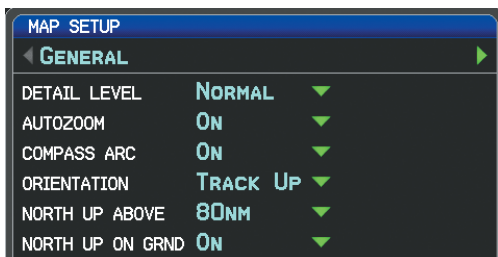 MAP SETUP
GENERAL
DETAIL LEVEL NORMAL
AUTOZOOM ON
COMPASS ARC ON
ORIENTATION TRACK UP
NORTH UP ABOVE 80NM
NORTH UP ON GRND ON